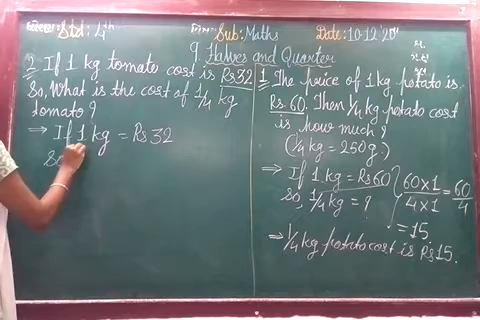 विषय: Std: 4th विषय: Sub: Maths Date: 10-12-'20
9 Halves and Quarter
2 If 1 kg tomato cost is Rs 32
So, What is the cost of 1/4 kg
tomato ?
⇒ If 1 kg = Rs 32
So
1 The price of 1 kg potato is
Rs 60. Then 1/4 kg potato cost
is how much ?
(1/4 kg = 250 g.)
⇒ If 1 kg = Rs 60
So, 1/4 kg = ?
60 × 1 / 4 × 1 = 60 / 4
= 15
⇒ 1/4 kg potato cost is Rs 15.